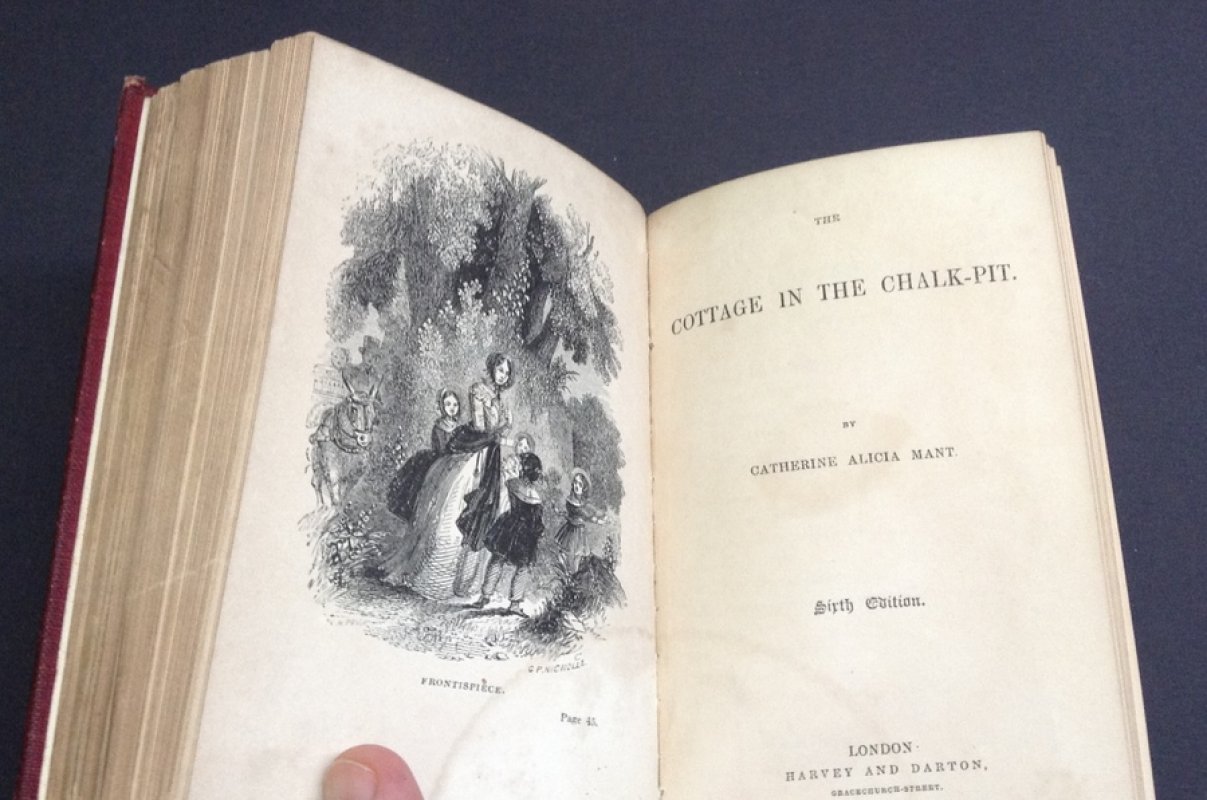 G.P.NICHOLLS
FRONTISPIECE.
Page 45.
THE
COTTAGE IN THE CHALK-PIT.
BY
CATHERINE ALICIA MANT.
Sixth Edition.
LONDON
HARVEY AND DARTON,
GRACECHURCH-STREET.